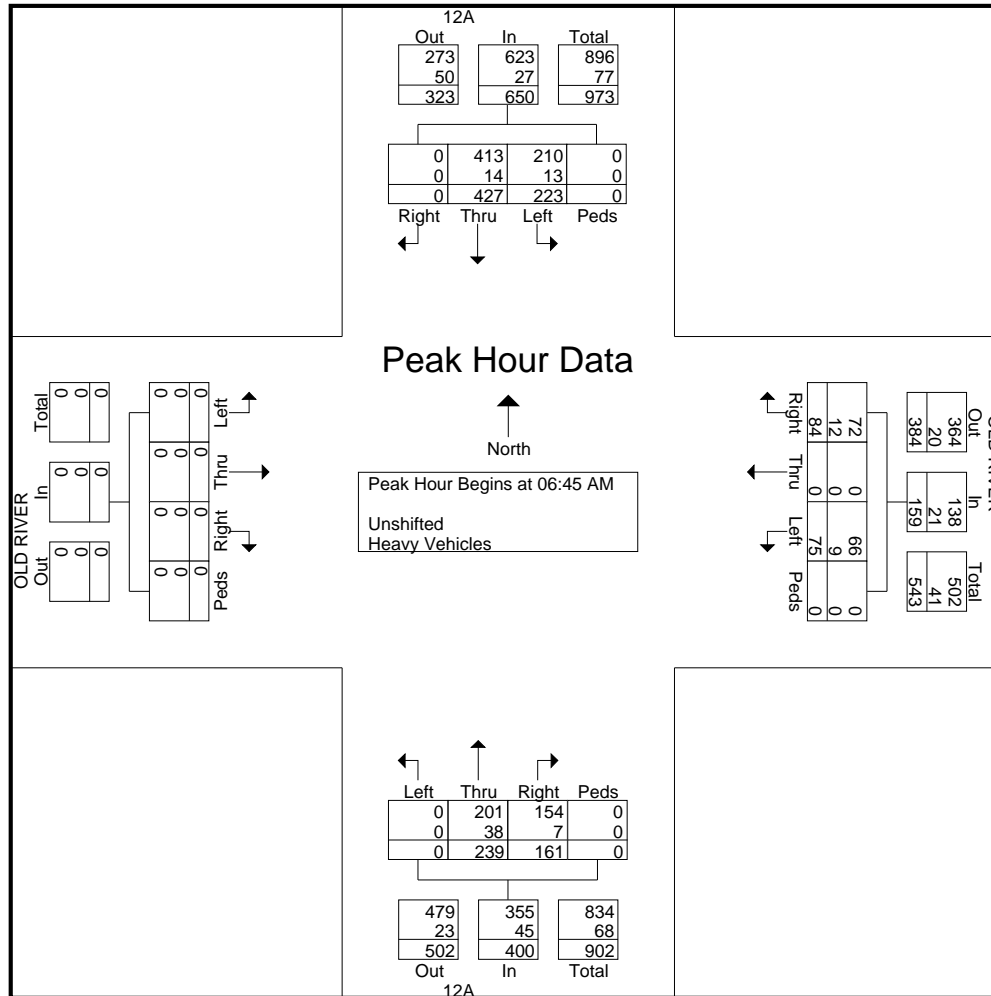 12A
Out In Total
273 623 896
50 27 77
323 650 973
0 413 210 0
0 14 13 0
0 427 223 0
Right Thru Left Peds
Peak Hour Data
North
Peak Hour Begins at 06:45 AM
Unshifted
Heavy Vehicles
OLD RIVER
Total In Out
0 0 0
0 0 0
0 0 0
0 0 0 0
0 0 0 0
0 0 0 0
Left Thru Right Peds
OLD RIVER
Out In Total
364 138 502
20 21 41
384 159 543
72 0 66 0
12 0 9 0
84 0 75 0
Right Thru Left Peds
Left Thru Right Peds
0 201 154 0
0 38 7 0
0 239 161 0
479 355 834
23 45 68
502 400 902
Out In Total
12A